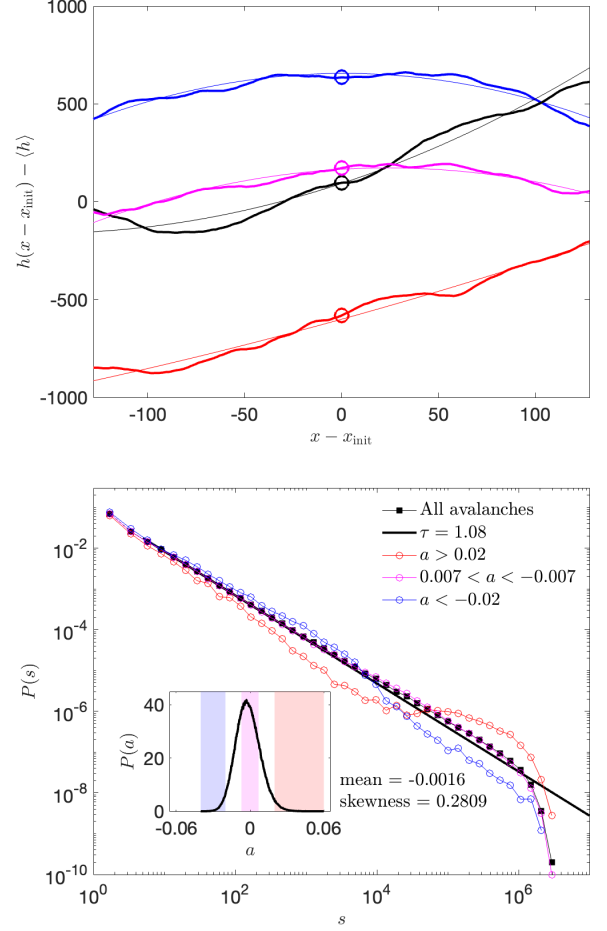 1000
500
0
-500
-1000
h(x − x_init) − ⟨h⟩
-100 -50 0 50 100
x − x_init
10^-2
10^-4
10^-6
10^-8
10^-10
P(s)
All avalanches
τ = 1.08
a > 0.02
0.007 < a < −0.007
a < −0.02
40
20
0
P(a)
-0.06 0 0.06
a
mean = -0.0016
skewness = 0.2809
10^0 10^2 10^4 10^6
s